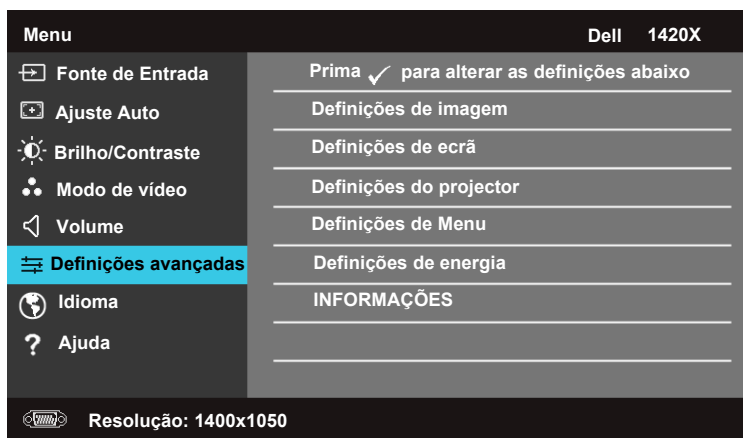 Menu Dell 1420X
Fonte de Entrada
Ajuste Auto
Brilho/Contraste
Modo de vídeo
Volume
Definições avançadas
Idioma
? Ajuda
Prima ✓ para alterar as definições abaixo
Definições de imagem
Definições de ecrã
Definições do projector
Definições de Menu
Definições de energia
INFORMAÇÕES
Resolução: 1400x1050